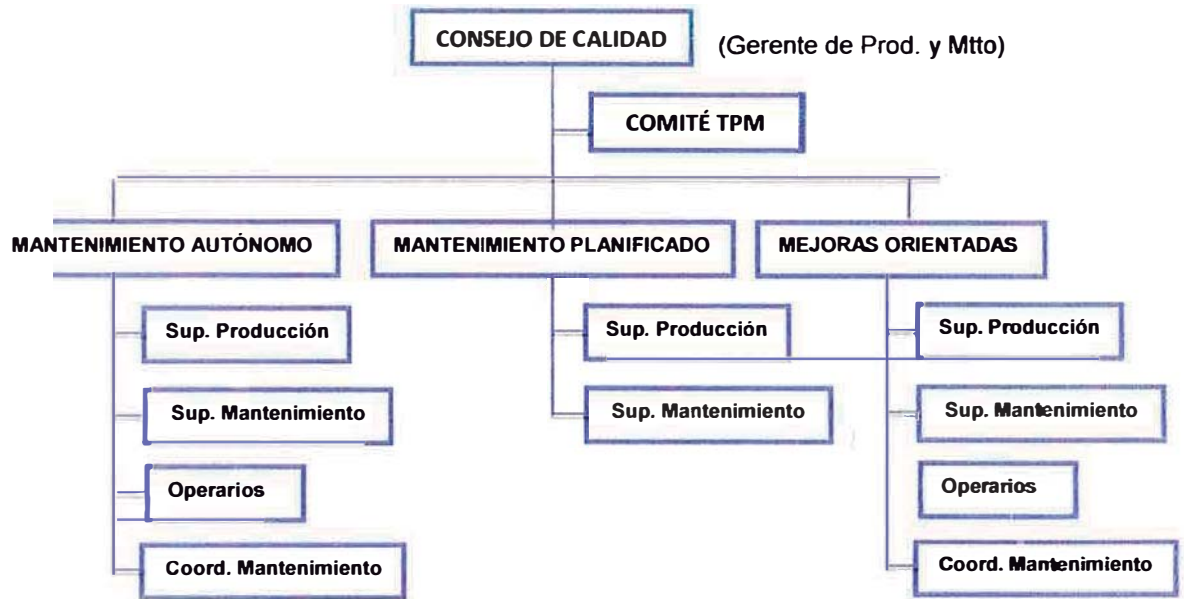 CONSEJO DE CALIDAD
(Gerente de Prod. y Mtto)
COMITÉ TPM
MANTENIMIENTO AUTÓNOMO
MANTENIMIENTO PLANIFICADO
MEJORAS ORIENTADAS
Sup. Producción
Sup. Mantenimiento
Operarios
Coord. Mantenimiento
Sup. Producción
Sup. Mantenimiento
Sup. Producción
Sup. Mantenimiento
Operarios
Coord. Mantenimiento